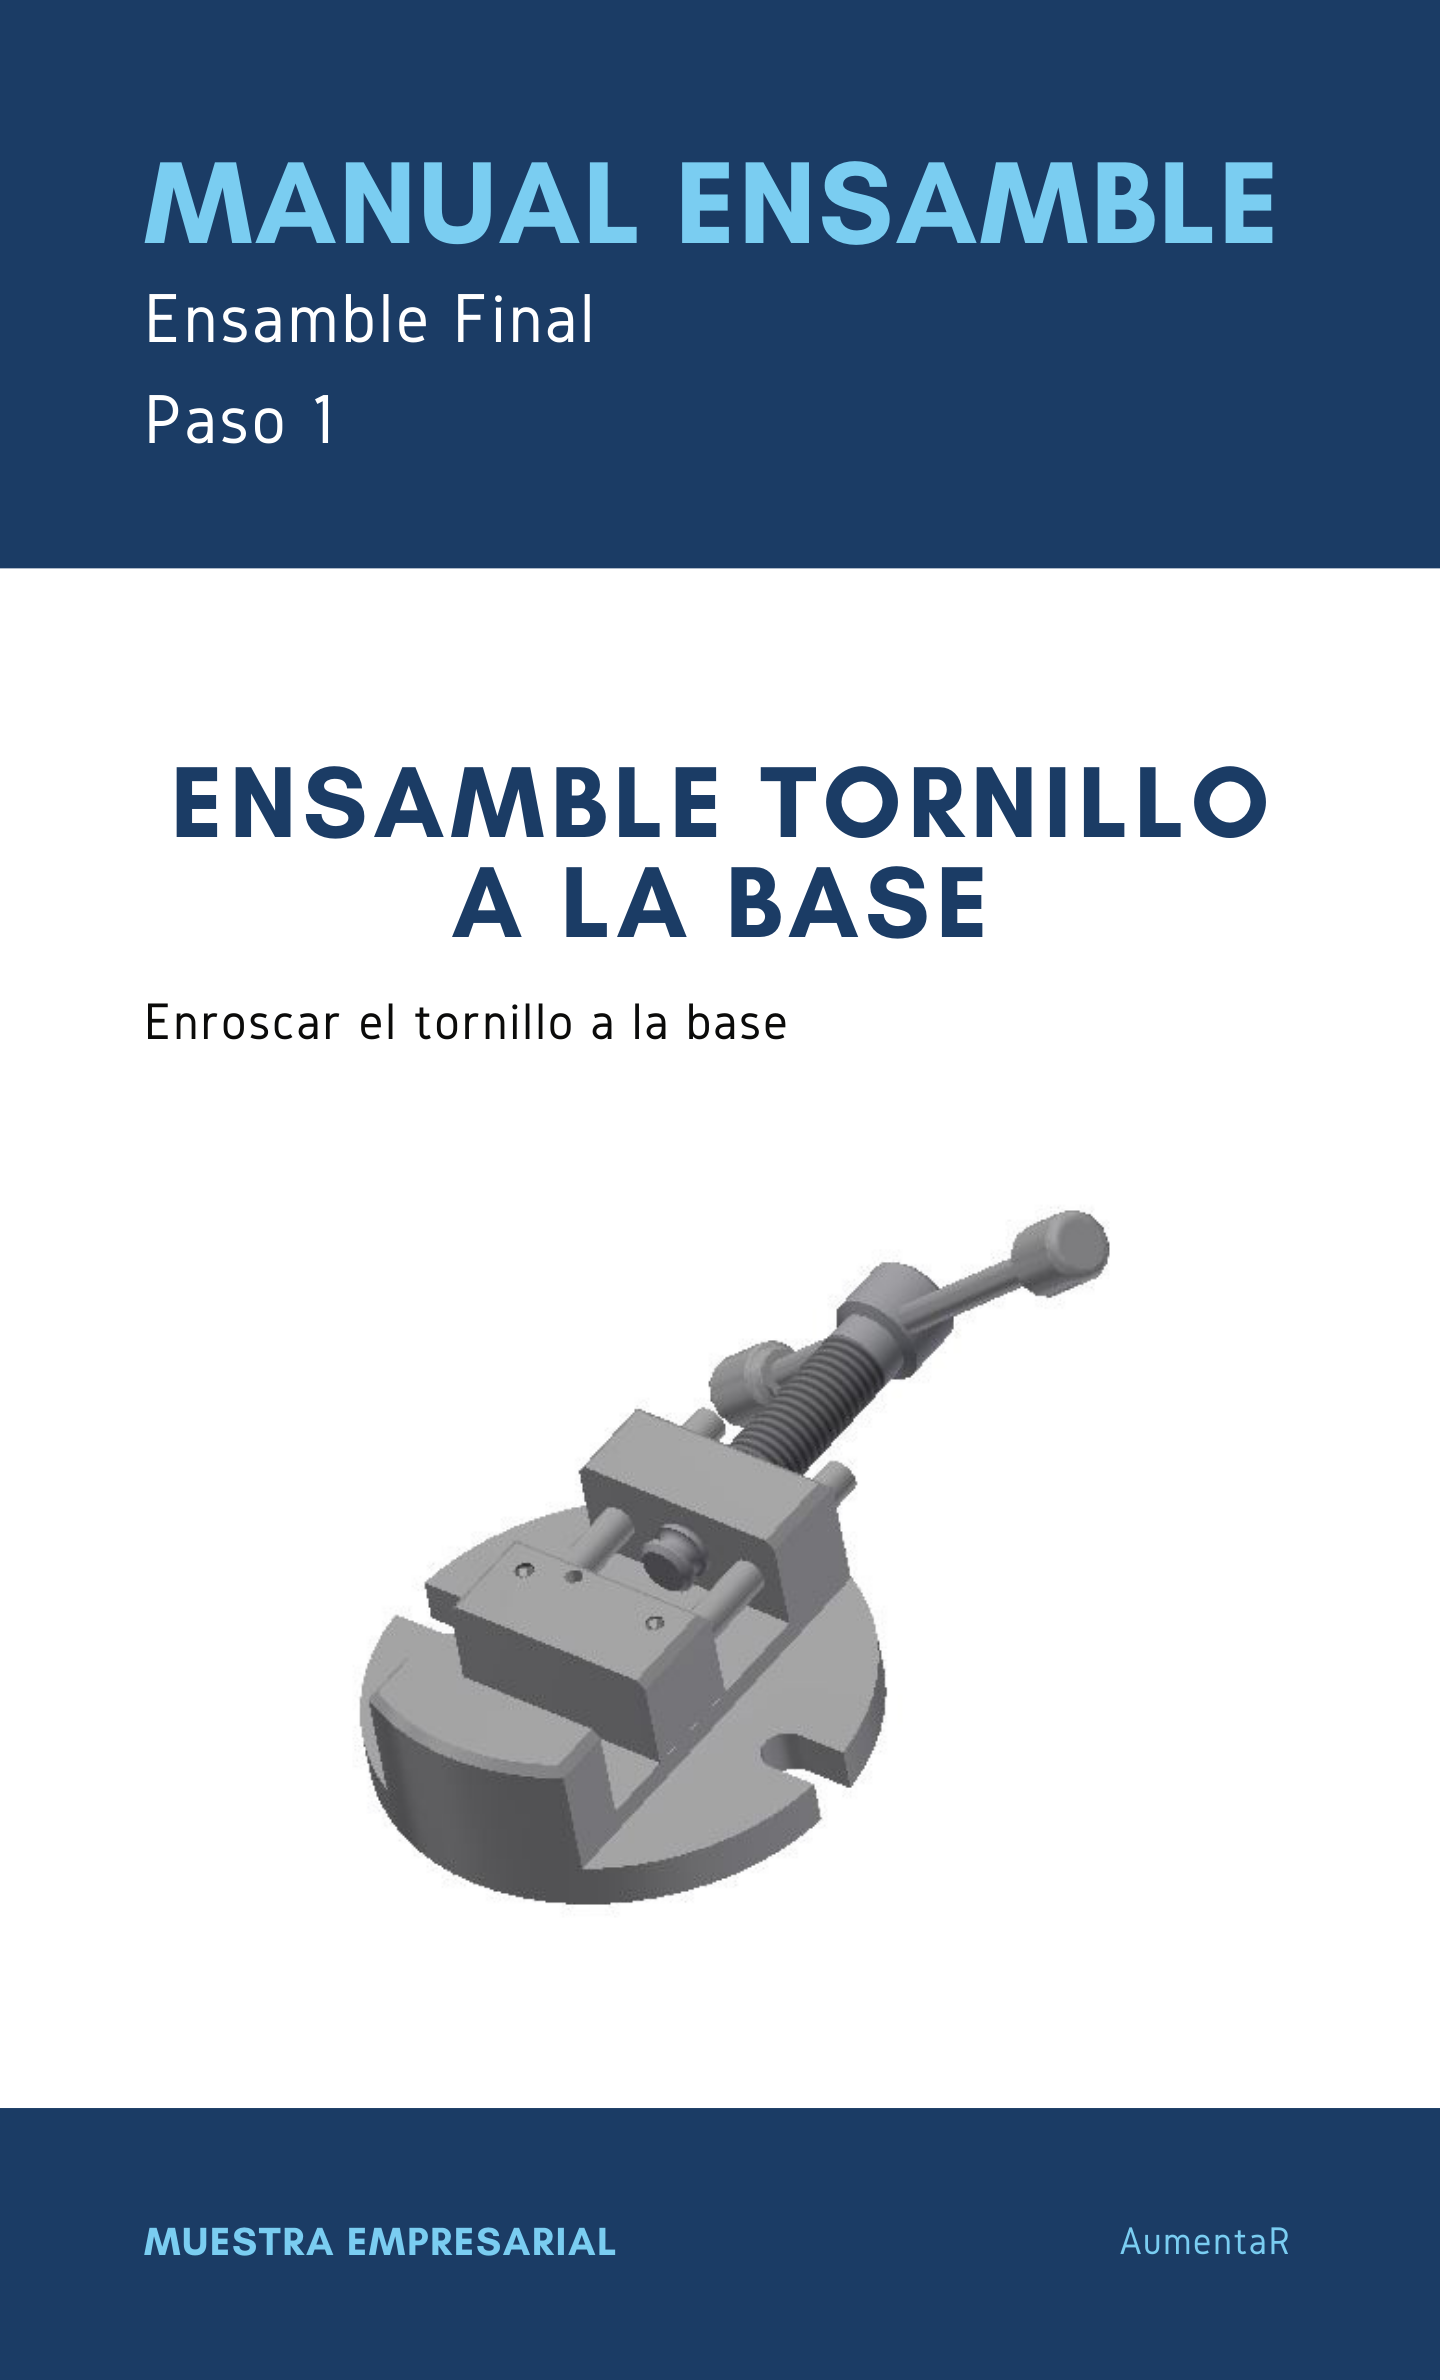 MANUAL ENSAMBLE
Ensamble Final
Paso 1
ENSAMBLE TORNILLO
A LA BASE
Enroscar el tornillo a la base
MUESTRA EMPRESARIAL
AumentaR